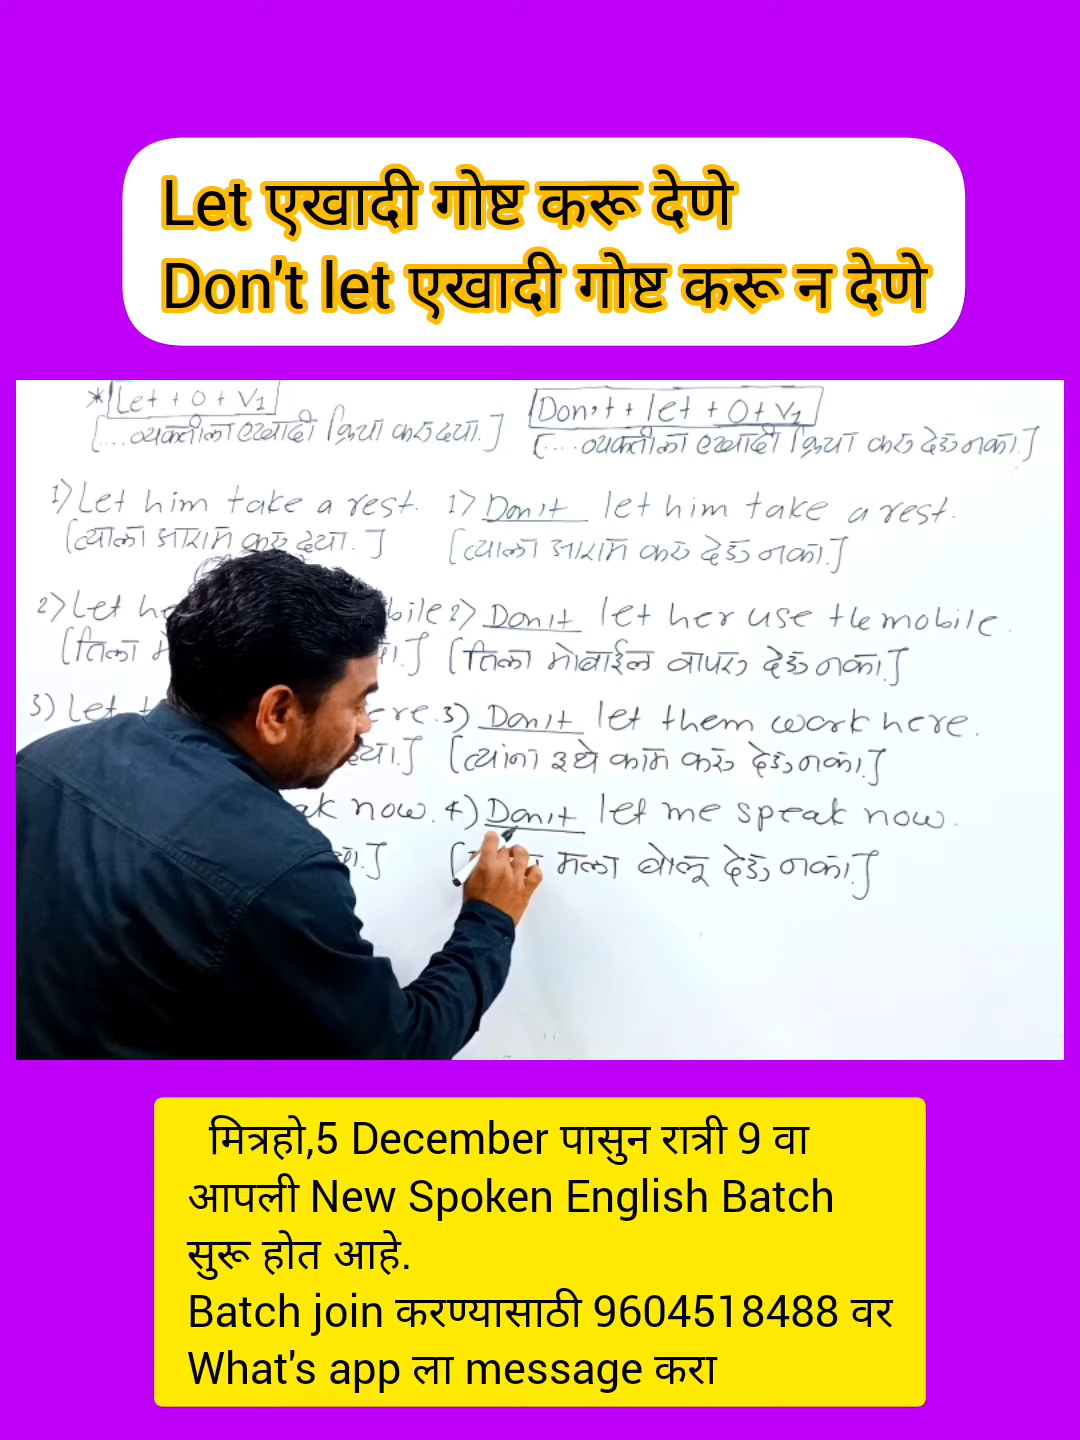 Let एखादी गोष्ट करू देणे
Don't let एखादी गोष्ट करू न देणे
* Let + O + V1
[....व्यक्तीला एखादी क्रिया करु दया.]
Don't + let + O + V1
[....व्यक्तीला एखादी क्रिया करु देऊ नका.]
1) Let him take a rest.
[त्याला आराम करु देया.]
1) Don't let him take a rest.
[त्याला आराम करु देऊ नका.]
2) Let he bile
[तिला मो .]
2) Don't let her use the mobile.
[तिला मोबाईल वापरु देऊ नका.]
3) Let ere.
.]
3) Don't let them work here.
[त्यांना इथे काम करु देऊ नका.]
ak now.
.]
4) Don't let me speak now.
[ मला बोलू देऊ नका.]
मित्रहो,5 December पासुन रात्री 9 वा
आपली New Spoken English Batch
सुरू होत आहे.
Batch join करण्यासाठी 9604518488 वर
What's app ला message करा